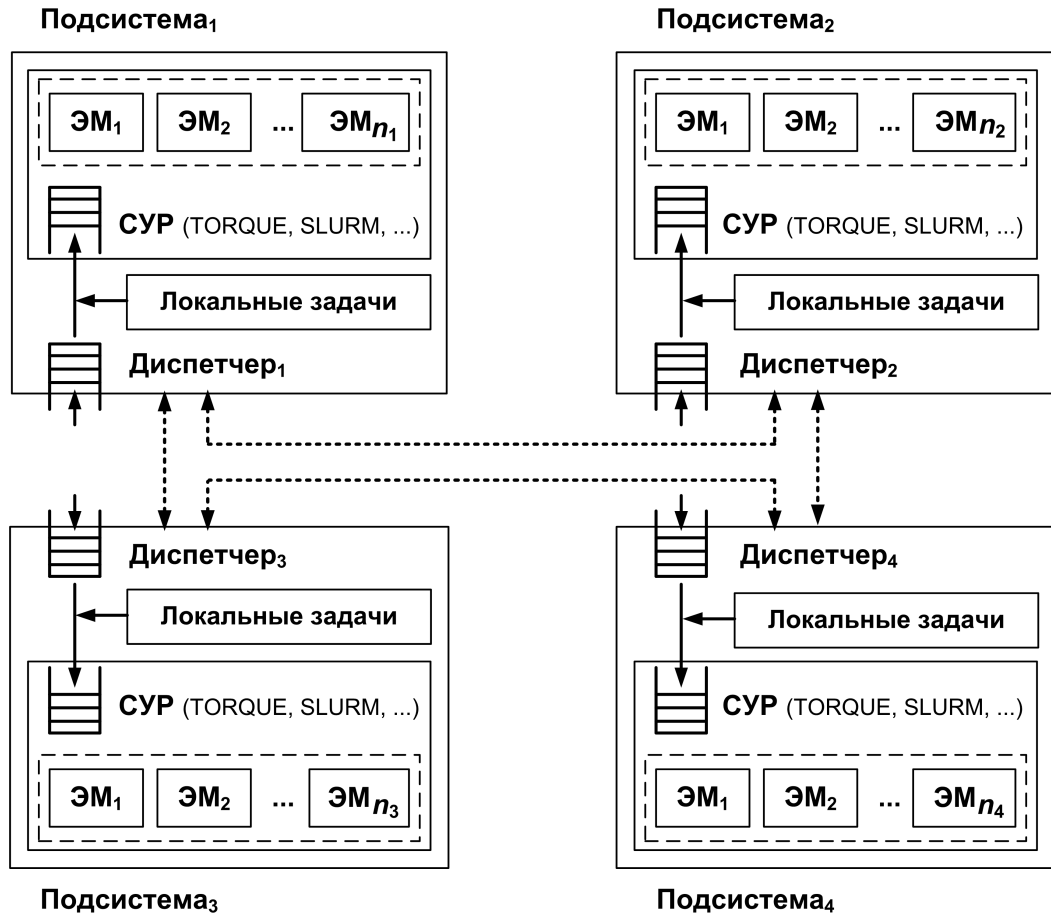 Подсистема₁ Подсистема₂
ЭМ₁ ЭМ₂ ... ЭМn₁ ЭМ₁ ЭМ₂ ... ЭМn₂
СУР (TORQUE, SLURM, ...) СУР (TORQUE, SLURM, ...)
Локальные задачи Локальные задачи
Диспетчер₁ Диспетчер₂
Диспетчер₃ Диспетчер₄
Локальные задачи Локальные задачи
СУР (TORQUE, SLURM, ...) СУР (TORQUE, SLURM, ...)
ЭМ₁ ЭМ₂ ... ЭМn₃ ЭМ₁ ЭМ₂ ... ЭМn₄
Подсистема₃ Подсистема₄